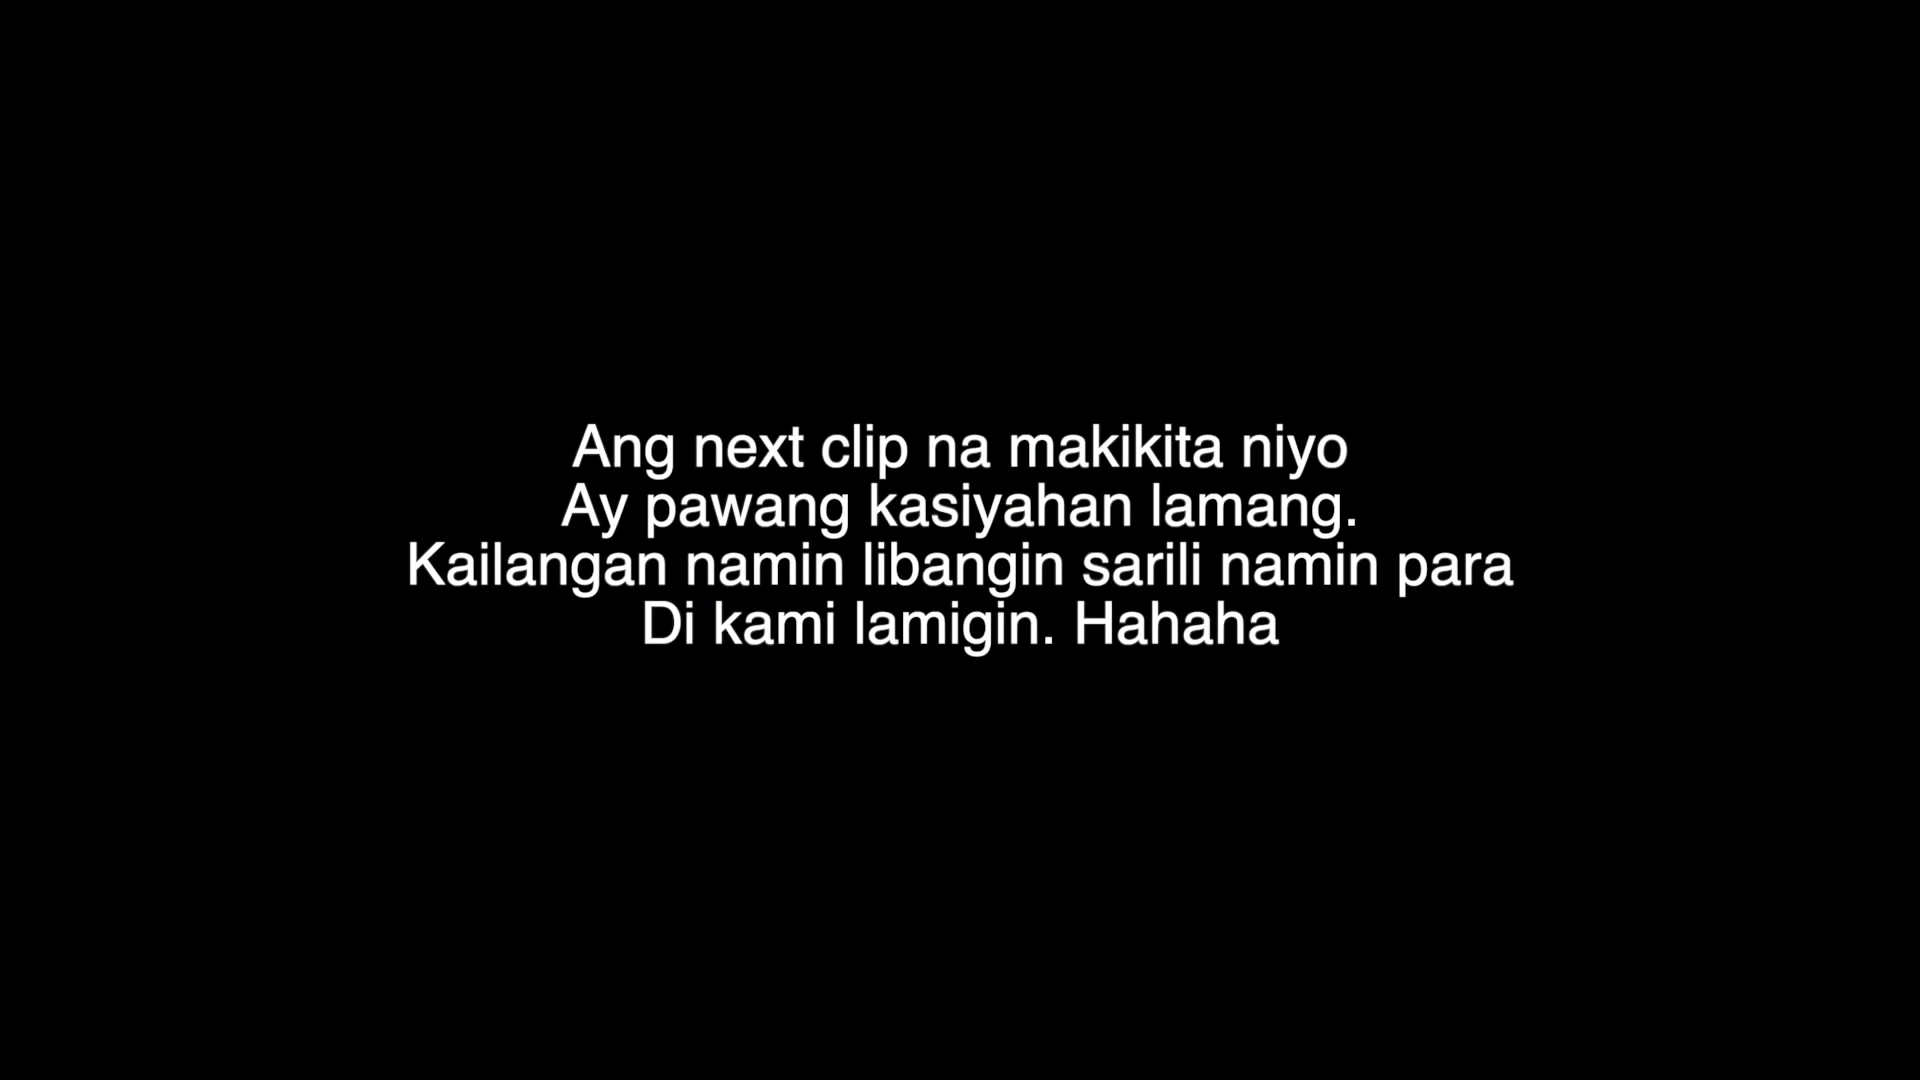 Ang next clip na makikita niyo
Ay pawang kasiyahan lamang.
Kailangan namin libangin sarili namin para
Di kami lamigin. Hahaha